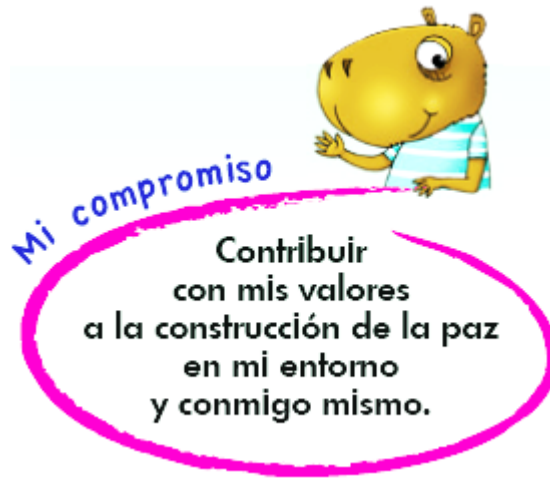 Mi compromiso
Contribuir
con mis valores
a la construcción de la paz
en mi entorno
y conmigo mismo.